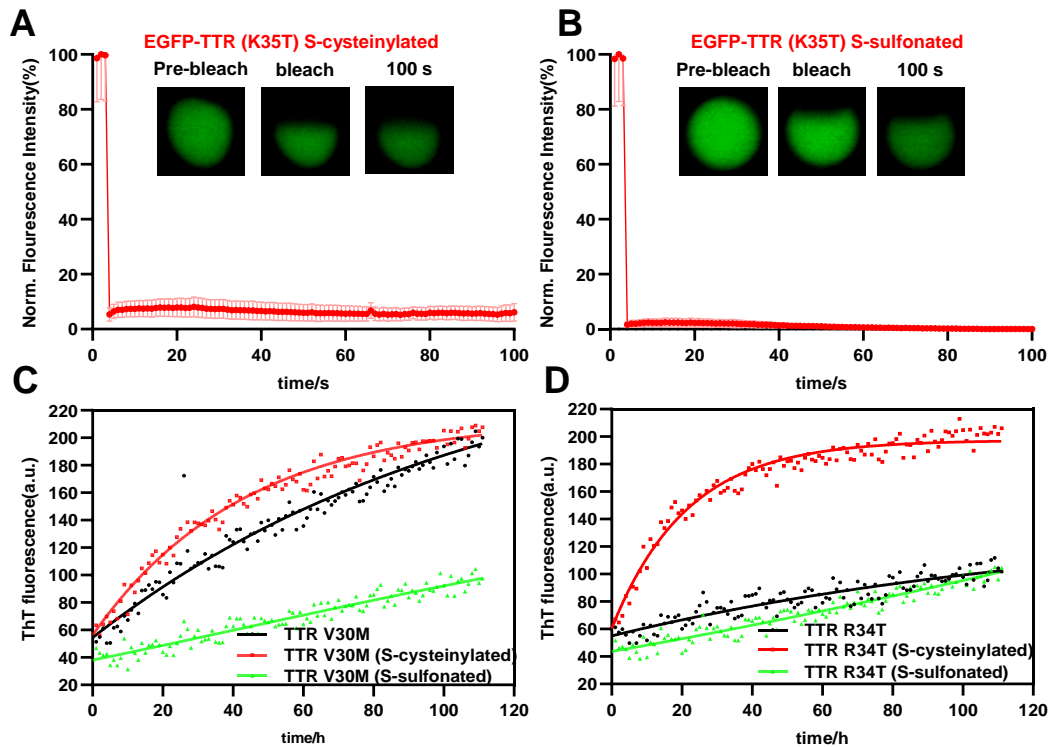 A
EGFP-TTR (K35T) S-cysteinylated
Pre-bleach bleach 100 s
Norm. Flourescence Intensity(%)
100
80
60
40
20
0
0 20 40 60 80 100
time/s
B
EGFP-TTR (K35T) S-sulfonated
Pre-bleach bleach 100 s
Norm. Flourescence Intensity(%)
100
80
60
40
20
0
0 20 40 60 80 100
time/s
C
ThT fluorescence(a.u.)
220
200
180
160
140
120
100
80
60
40
20
TTR V30M
TTR V30M (S-cysteinylated)
TTR V30M (S-sulfonated)
0 20 40 60 80 100 120
time/h
D
ThT fluorescence(a.u.)
220
200
180
160
140
120
100
80
60
40
20
TTR R34T
TTR R34T (S-cysteinylated)
TTR R34T (S-sulfonated)
0 20 40 60 80 100 120
time/h